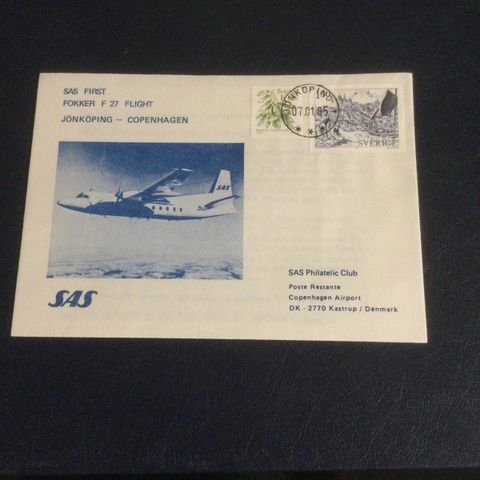 SAS FIRST
FOKKER F 27 FLIGHT
JÖNKÖPING – COPENHAGEN
JÖNKÖPING
07.01.85
SVERIGE
SAS
SAS
SAS Philatelic Club
Poste Restante
Copenhagen Airport
DK - 2770 Kastrup / Denmark